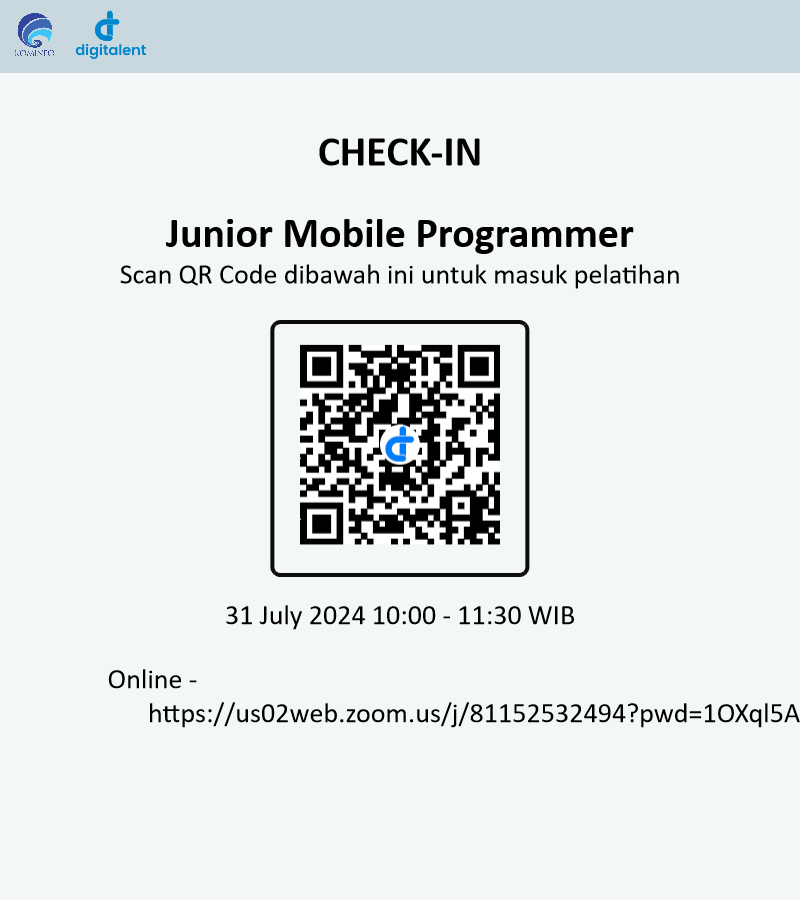 KOMINFO
digitalent
CHECK-IN
Junior Mobile Programmer
Scan QR Code dibawah ini untuk masuk pelatihan
31 July 2024 10:00 - 11:30 WIB
Online -
https://us02web.zoom.us/j/81152532494?pwd=1OXql5A